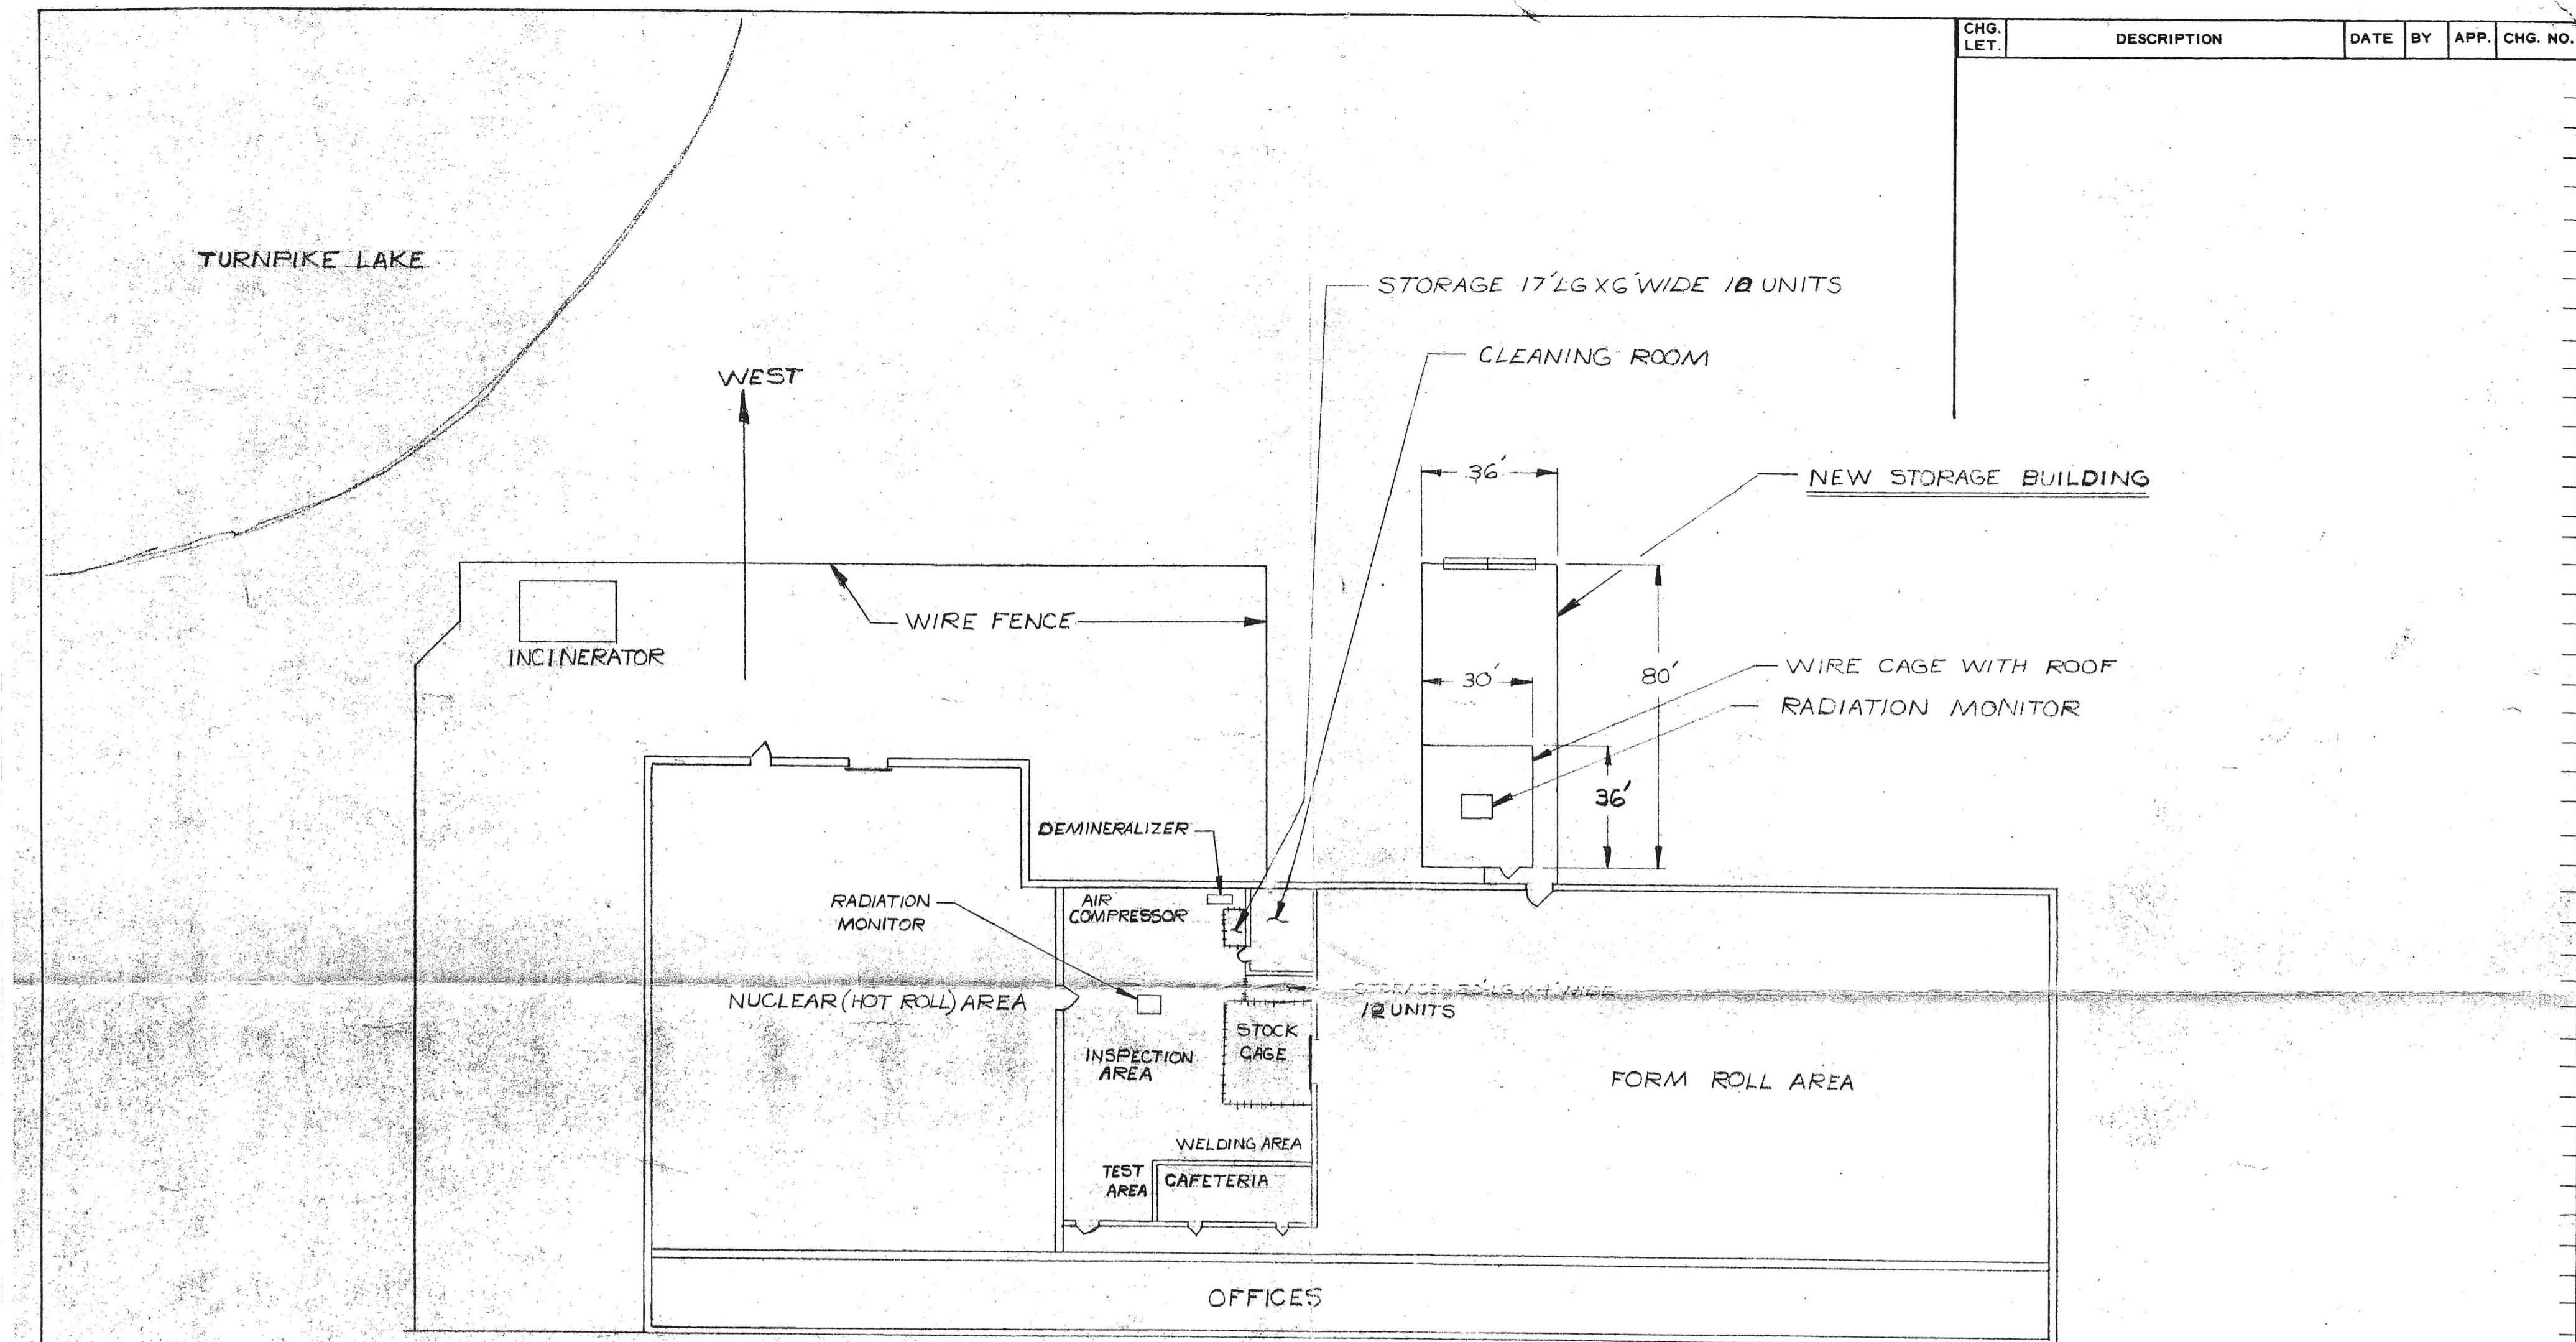 CHG. LET. DESCRIPTION DATE BY APP. CHG. NO.
TURNPIKE LAKE
STORAGE 17' LG X 6' WIDE UNITS
CLEANING ROOM
WEST
36'
NEW STORAGE BUILDING
WIRE FENCE
INCINERATOR
30'
80'
WIRE CAGE WITH ROOF
RADIATION MONITOR
36'
DEMINERALIZER
RADIATION
MONITOR
AIR
COMPRESSOR
NUCLEAR (HOT ROLL) AREA
STORAGE WIDE
UNITS
STOCK
CAGE
INSPECTION
AREA
FORM ROLL AREA
WELDING AREA
TEST
AREA
CAFETERIA
OFFICES